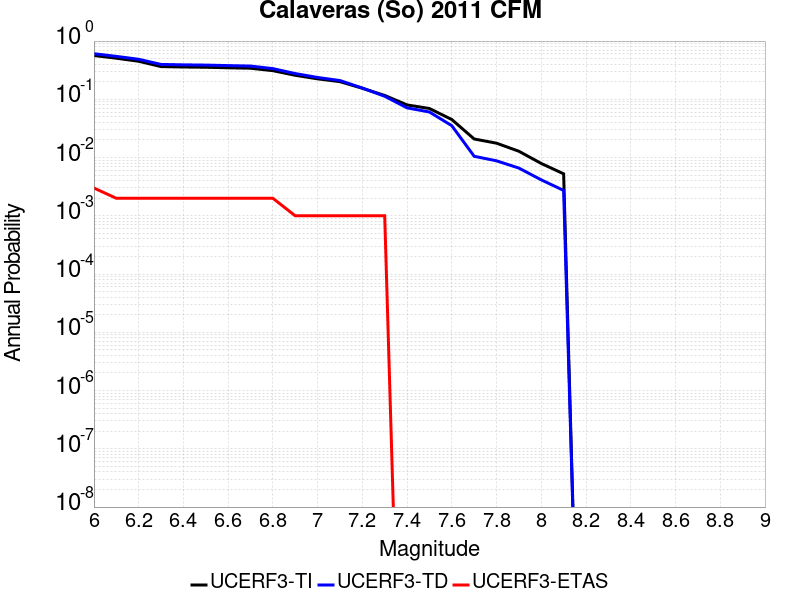 Calaveras (So) 2011 CFM
10^0
10^-1
10^-2
10^-3
10^-4
10^-5
10^-6
10^-7
10^-8
Annual Probability
6 6.2 6.4 6.6 6.8 7 7.2 7.4 7.6 7.8 8 8.2 8.4 8.6 8.8 9
Magnitude
UCERF3-TI UCERF3-TD UCERF3-ETAS